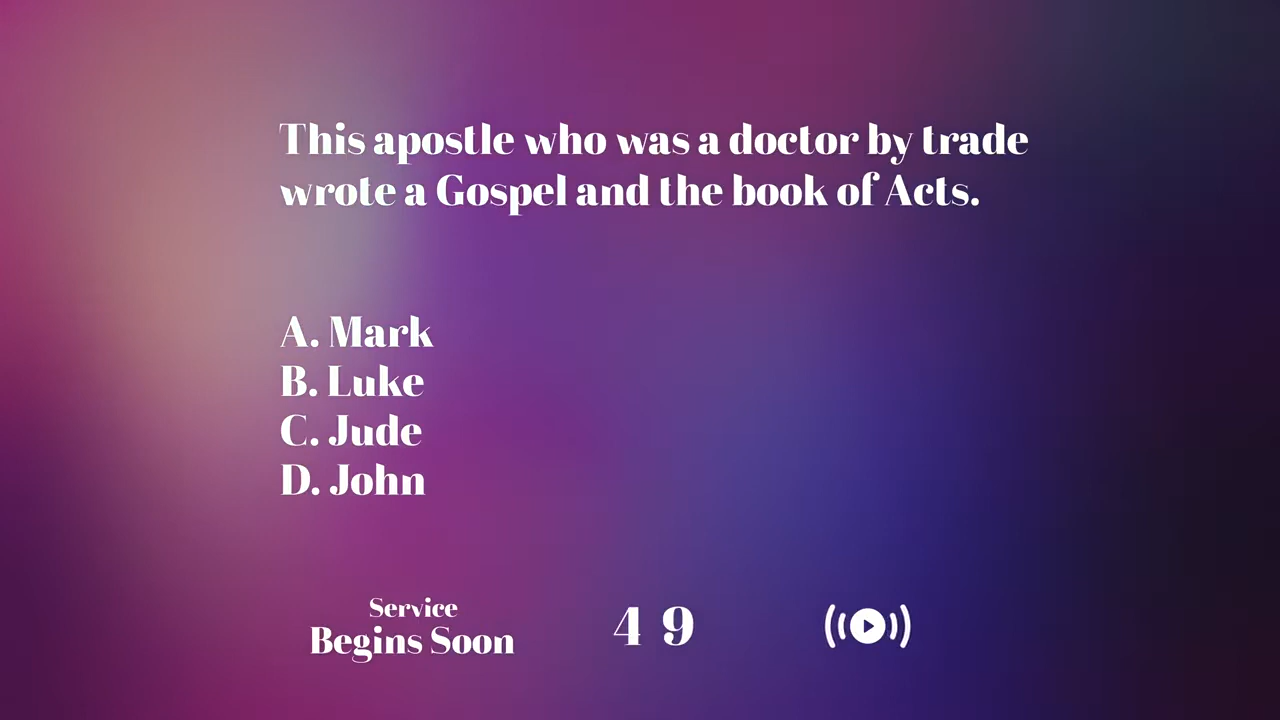 This apostle who was a doctor by trade
wrote a Gospel and the book of Acts.
A. Mark
B. Luke
C. Jude
D. John
Service
Begins Soon
4 9